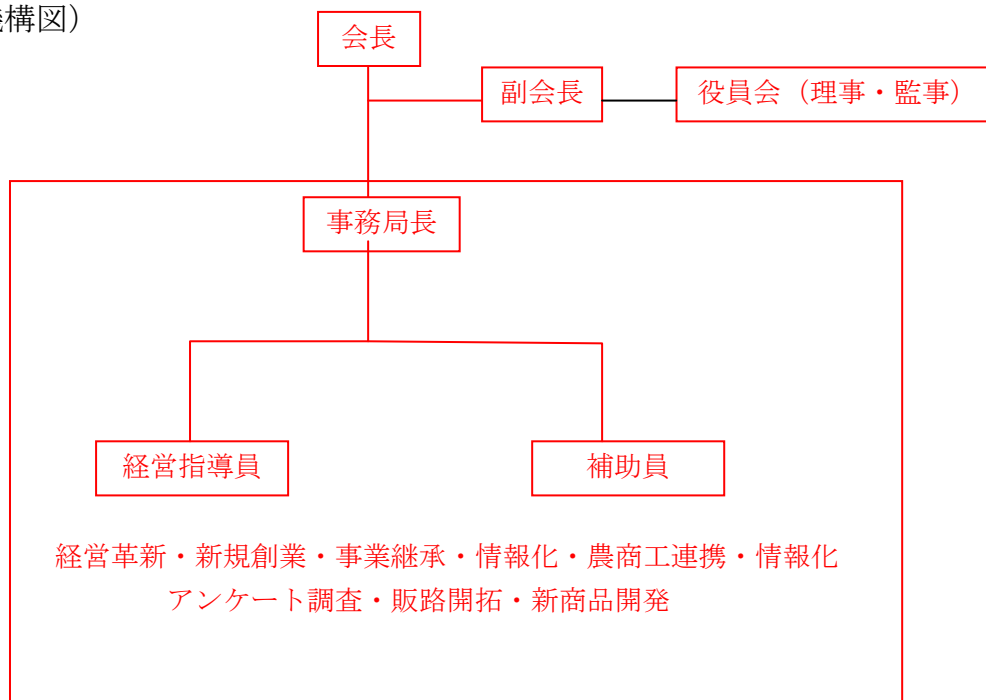 構図）
会長
副会長
役員会（理事・監事）
事務局長
経営指導員
補助員
経営革新・新規創業・事業継承・情報化・農商工連携・情報化
アンケート調査・販路開拓・新商品開発